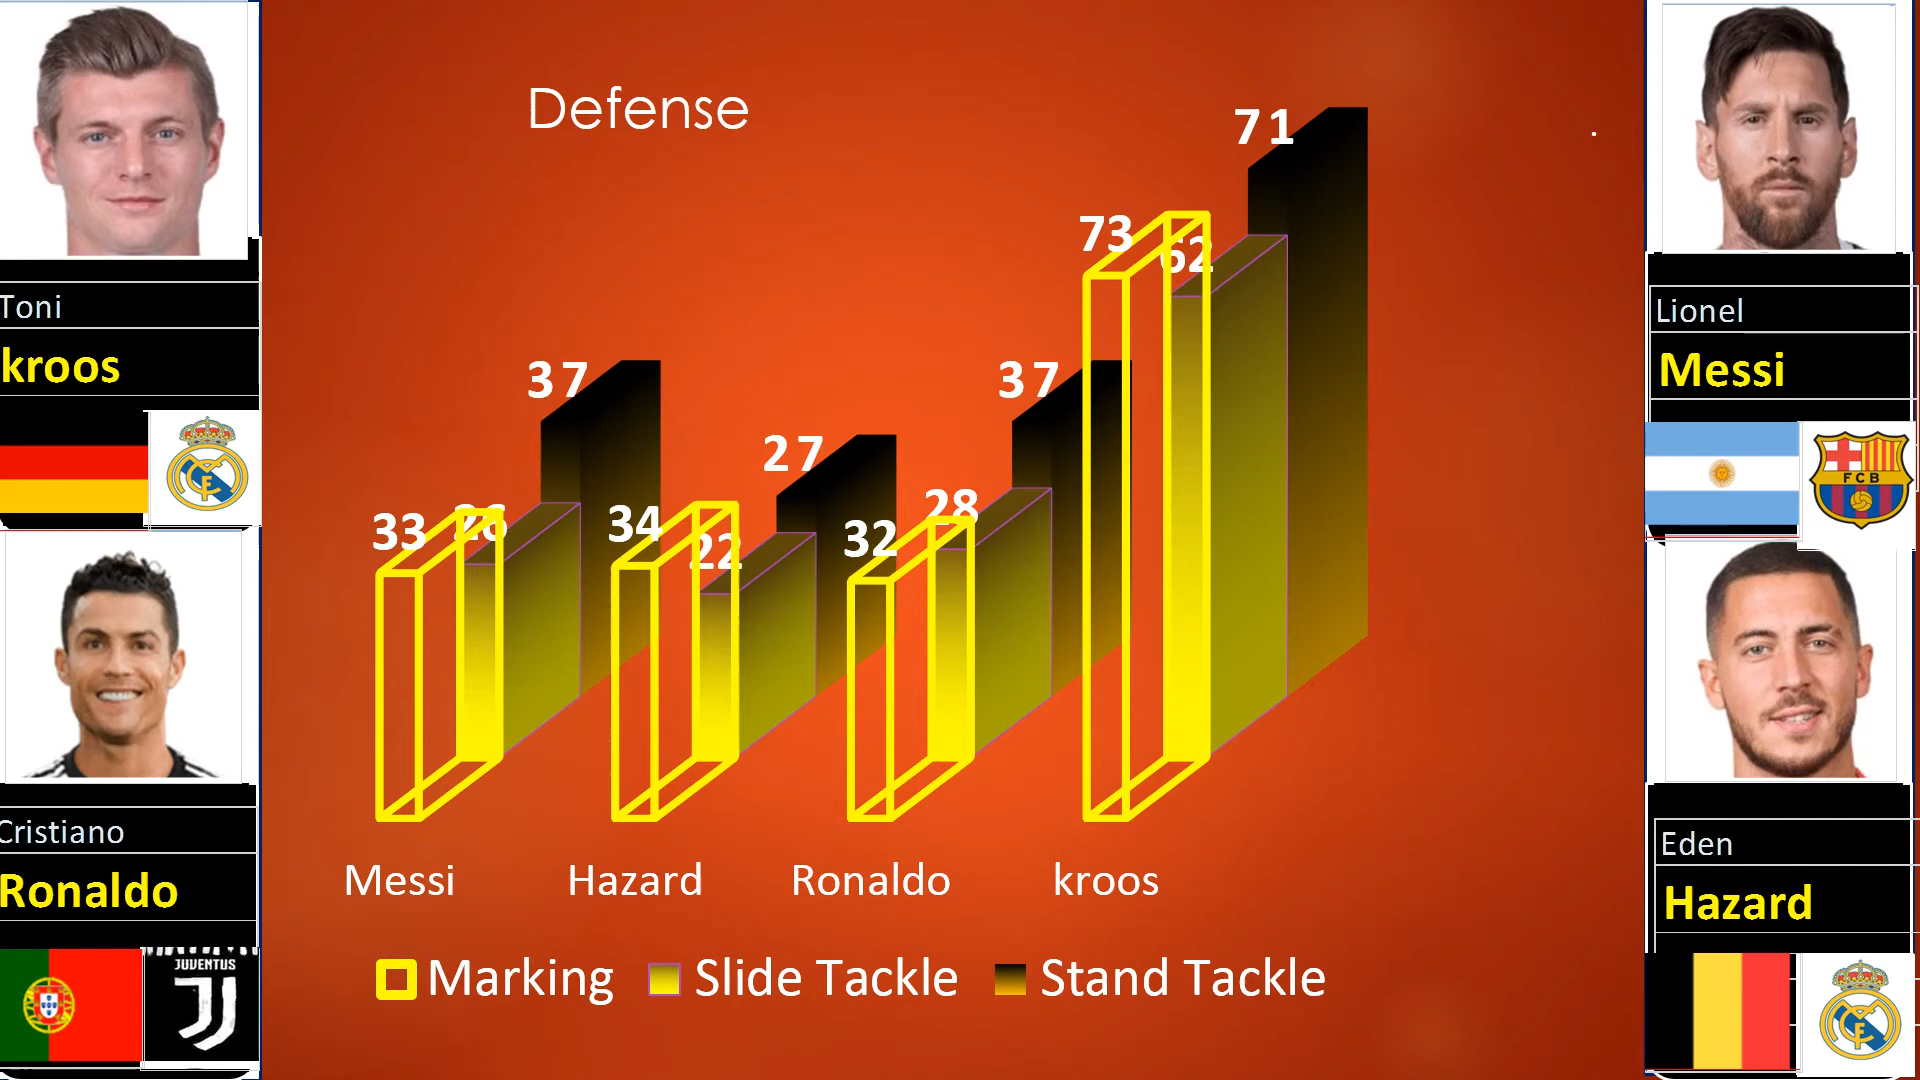 Defense
Toni
kroos
Cristiano
Ronaldo
JUVENTUS
71
73
62
37
37
27
33
26
34
22
32
28
Messi Hazard Ronaldo kroos
Marking Slide Tackle Stand Tackle
Lionel
Messi
FCB
Eden
Hazard